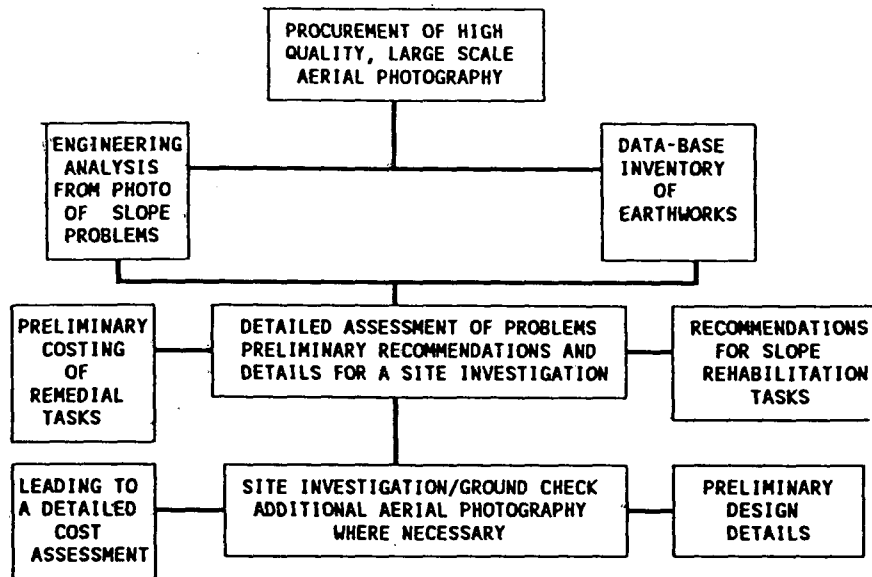 PROCUREMENT OF HIGH
QUALITY, LARGE SCALE
AERIAL PHOTOGRAPHY
ENGINEERING
ANALYSIS
FROM PHOTO
OF SLOPE
PROBLEMS
DATA-BASE
INVENTORY
OF
EARTHWORKS
PRELIMINARY
COSTING
OF
REMEDIAL
TASKS
DETAILED ASSESSMENT OF PROBLEMS
PRELIMINARY RECOMMENDATIONS AND
DETAILS FOR A SITE INVESTIGATION
RECOMMENDATIONS
FOR SLOPE
REHABILITATION
TASKS
LEADING TO
A DETAILED
COST
ASSESSMENT
SITE INVESTIGATION/GROUND CHECK
ADDITIONAL AERIAL PHOTOGRAPHY
WHERE NECESSARY
PRELIMINARY
DESIGN
DETAILS